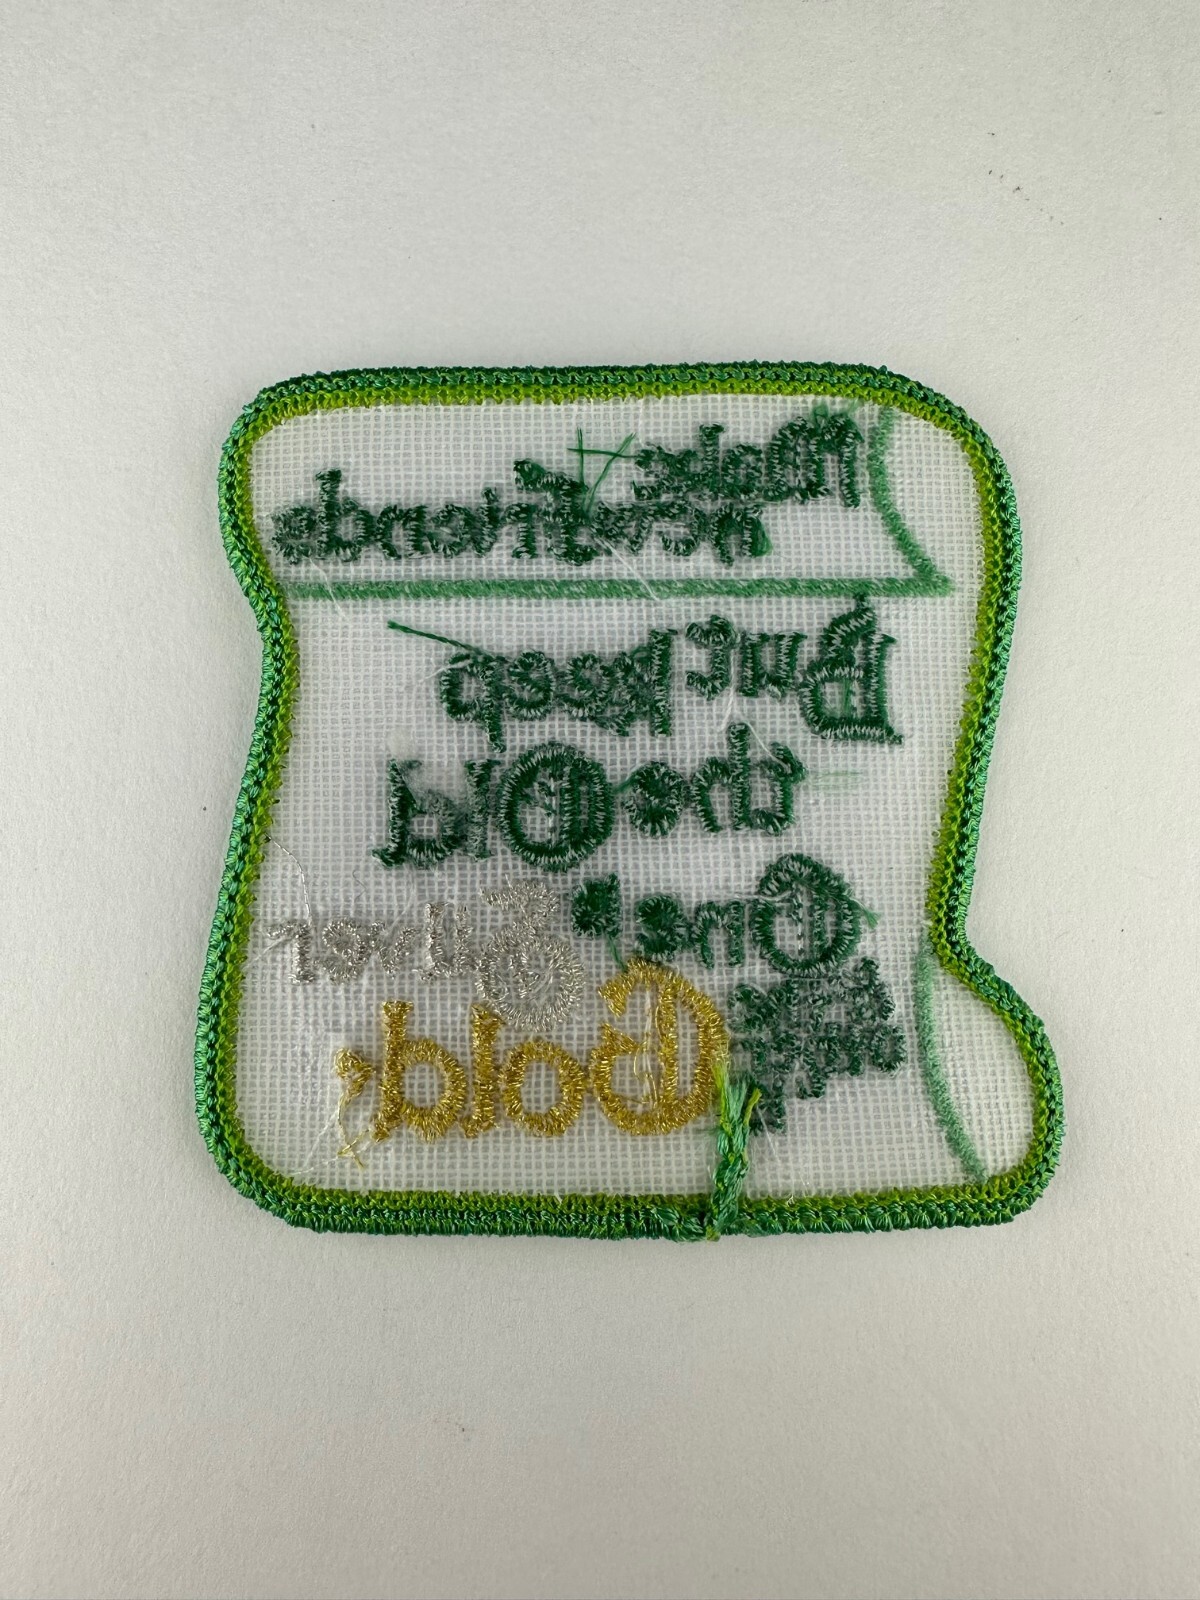 Make
new Friends
But keep
the Old
One Silver
Gold